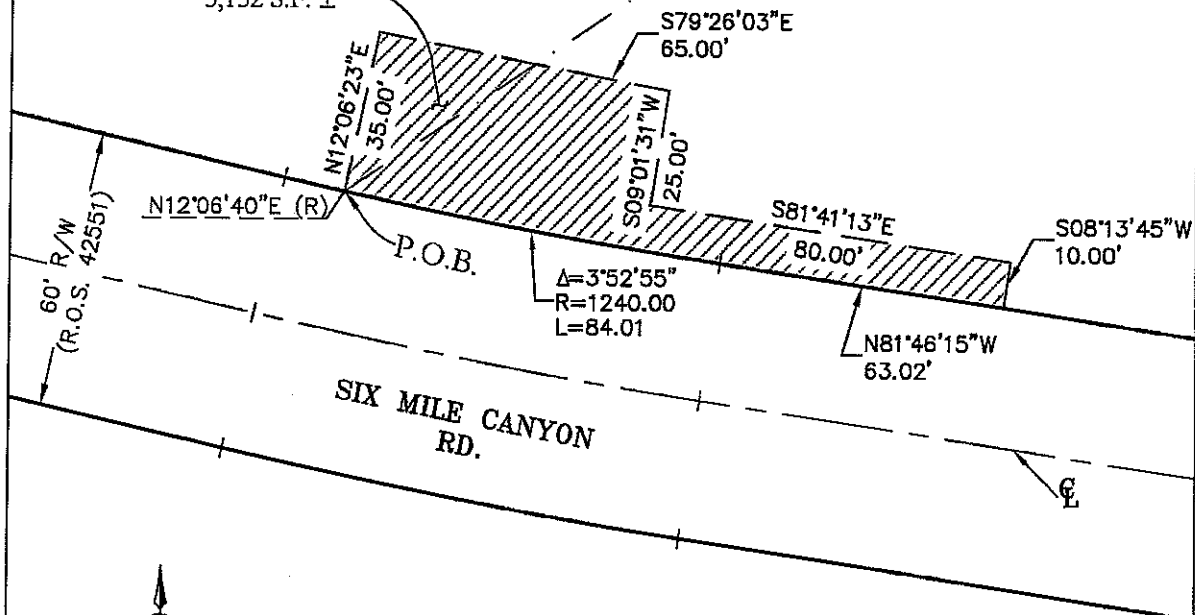 S.F. ±
S79°26'03"E
65.00'
N12°06'23"E
35.00'
S09°01'31"W
25.00'
S81°41'13"E
80.00'
S08°13'45"W
10.00'
N12°06'40"E (R)
P.O.B.
60' R/W
(R.O.S. 42551)
Δ=3°52'55"
R=1240.00
L=84.01
N81°46'15"W
63.02'
SIX MILE CANYON
RD.
℄